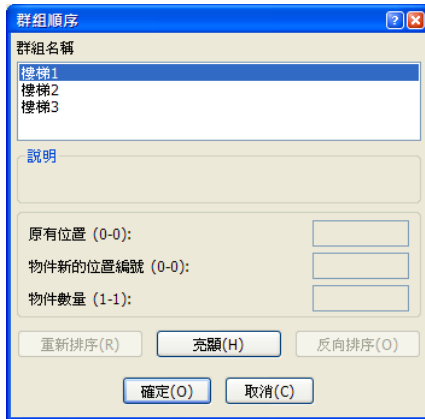 群組順序
群組名稱
樓梯1
樓梯2
樓梯3
說明
原有位置 (0-0):
物件新的位置編號 (0-0):
物件數量 (1-1):
重新排序(R) 亮顯(H) 反向排序(O)
確定(O) 取消(C)